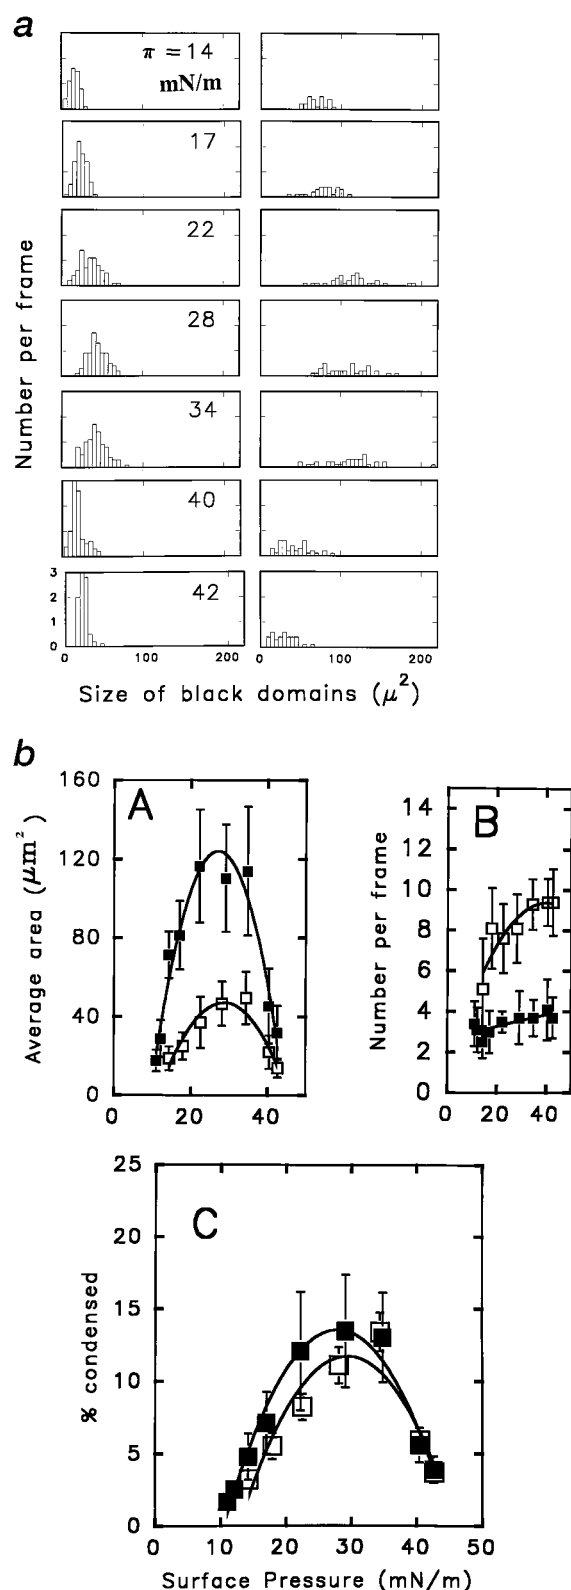 a
π = 14
mN/m
17
22
28
34
40
42
Number per frame
3
2
1
0
0 100 200 0 100 200
Size of black domains (μ²)
b
A
160
120
80
40
0
0 20 40
Average area (μm²)
B
14
12
10
8
6
4
2
0
0 20 40
Number per frame
C
25
20
15
10
5
0
0 10 20 30 40 50
% condensed
Surface Pressure (mN/m)